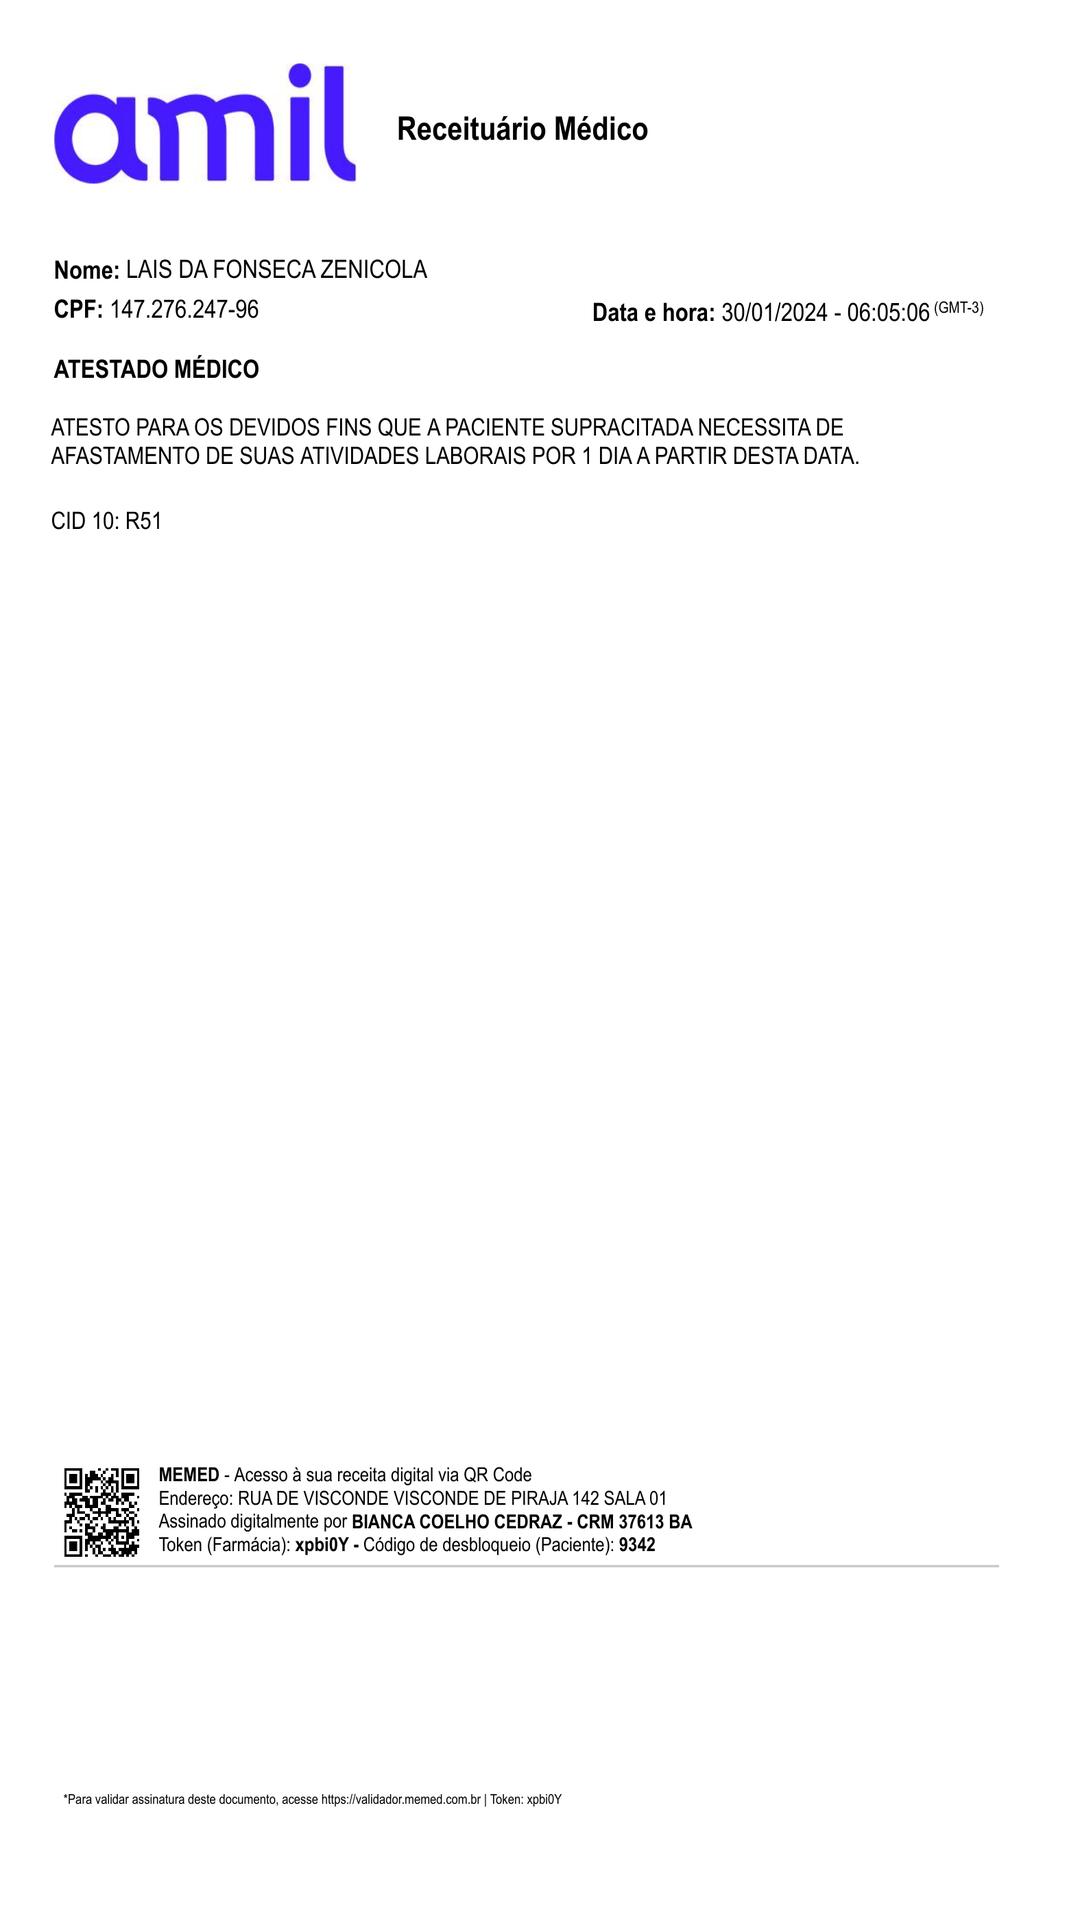 amil
Receituário Médico
Nome: LAIS DA FONSECA ZENICOLA
CPF: 147.276.247-96
Data e hora: 30/01/2024 - 06:05:06 (GMT-3)
ATESTADO MÉDICO
ATESTO PARA OS DEVIDOS FINS QUE A PACIENTE SUPRACITADA NECESSITA DE
AFASTAMENTO DE SUAS ATIVIDADES LABORAIS POR 1 DIA A PARTIR DESTA DATA.
CID 10: R51
MEMED - Acesso à sua receita digital via QR Code
Endereço: RUA DE VISCONDE VISCONDE DE PIRAJA 142 SALA 01
Assinado digitalmente por BIANCA COELHO CEDRAZ - CRM 37613 BA
Token (Farmácia): xpbi0Y - Código de desbloqueio (Paciente): 9342
*Para validar assinatura deste documento, acesse https://validador.memed.com.br | Token: xpbi0Y